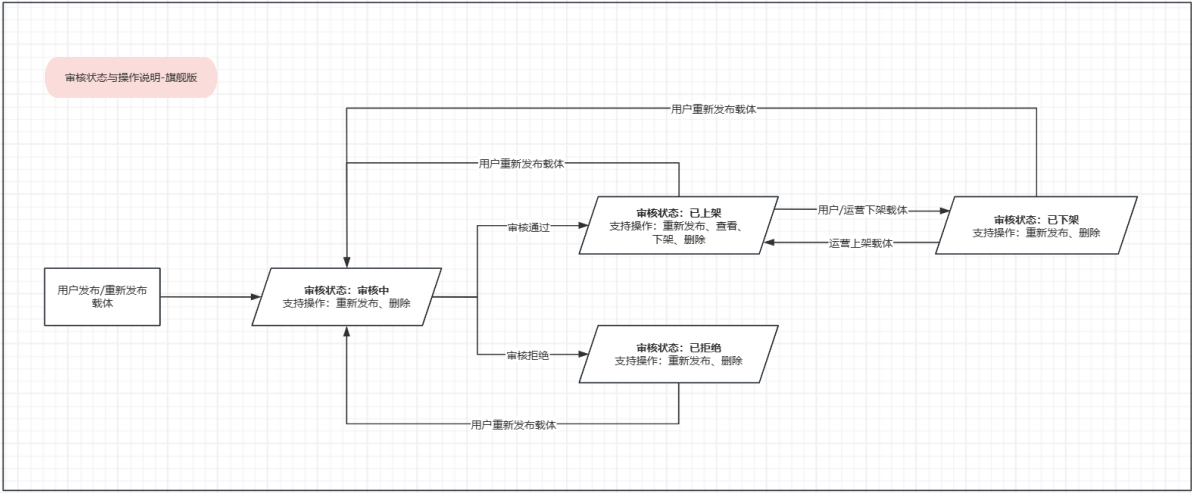 审核状态与操作说明-旗舰版
用户重新发布载体
用户重新发布载体
审核状态：已上架
支持操作：重新发布、查看、
下架、删除
用户/运营下架载体
运营上架载体
审核状态：已下架
支持操作：重新发布、删除
审核通过
用户发布/重新发布
载体
审核状态：审核中
支持操作：重新发布、删除
审核拒绝
审核状态：已拒绝
支持操作：重新发布、删除
用户重新发布载体